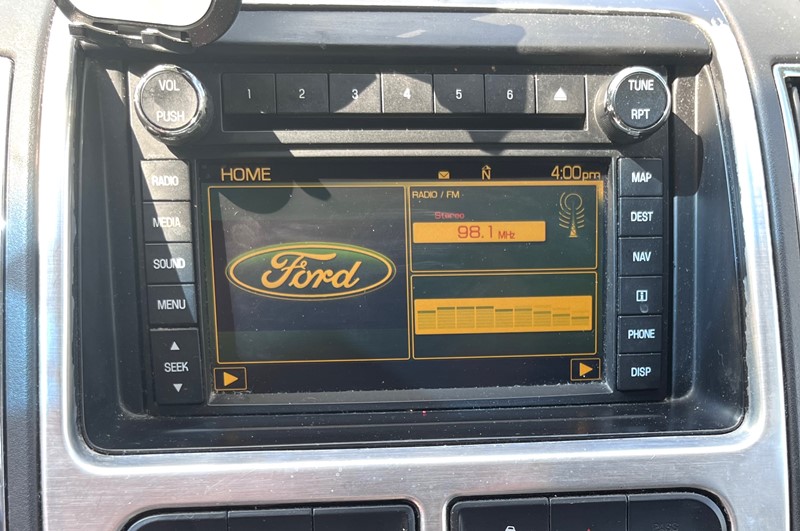 VOL
PUSH
1 2 3 4 5 6
TUNE
RPT
RADIO
MEDIA
SOUND
MENU
SEEK
HOME
N
4:00pm
Ford
RADIO / FM
Stereo
98.1 MHz
MAP
DEST
NAV
i
PHONE
DISP